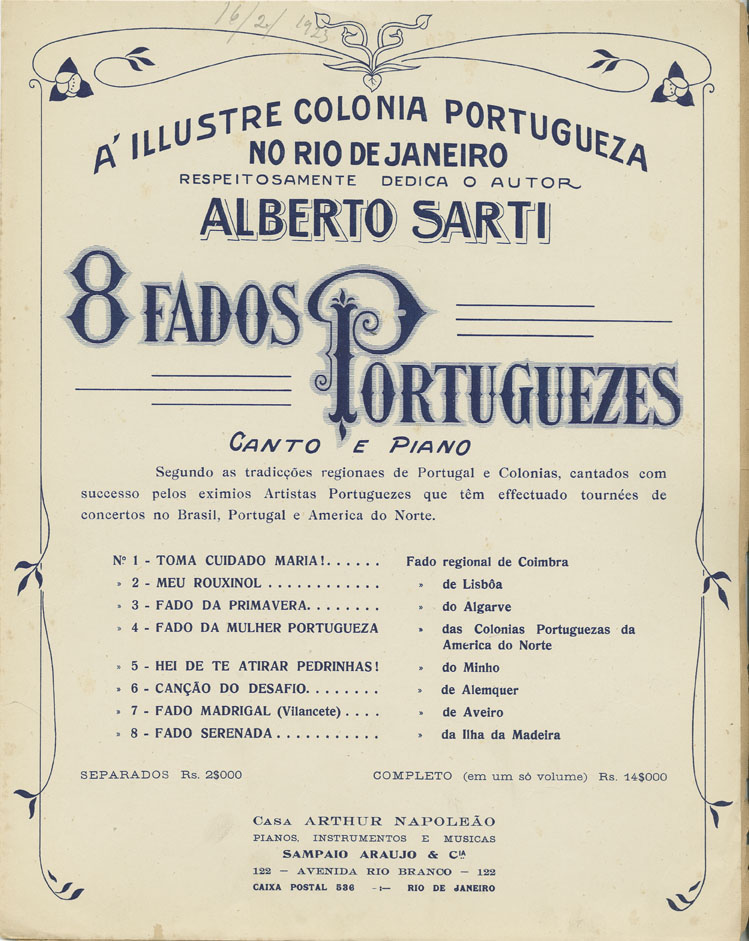 16/2/1923
A' ILLUSTRE COLONIA PORTUGUEZA
NO RIO DE JANEIRO
RESPEITOSAMENTE DEDICA O AUTOR
ALBERTO SARTI
8 FADOS
PORTUGUEZES
CANTO E PIANO
Segundo as tradicções regionaes de Portugal e Colonias, cantados com
successo pelos eximios Artistas Portuguezes que têm effectuado tournées de
concertos no Brasil, Portugal e America do Norte.
Nº 1 - TOMA CUIDADO MARIA!. . . . . . Fado regional de Coimbra
» 2 - MEU ROUXINOL . . . . . . . . . . . . » de Lisbôa
» 3 - FADO DA PRIMAVERA. . . . . . . . » do Algarve
» 4 - FADO DA MULHER PORTUGUEZA » das Colonias Portuguezas da
America do Norte
» 5 - HEI DE TE ATIRAR PEDRINHAS! » do Minho
» 6 - CANÇÃO DO DESAFIO. . . . . . . . » de Alemquer
» 7 - FADO MADRIGAL (Vilancete) . . . . » de Aveiro
» 8 - FADO SERENADA . . . . . . . . . . . » da Ilha da Madeira
SEPARADOS Rs. 2$000 COMPLETO (em um só volume) Rs. 14$000
CASA ARTHUR NAPOLEÃO
PIANOS, INSTRUMENTOS E MUSICAS
SAMPAIO ARAUJO & CIA
122 — AVENIDA RIO BRANCO — 122
CAIXA POSTAL 536 -:- RIO DE JANEIRO